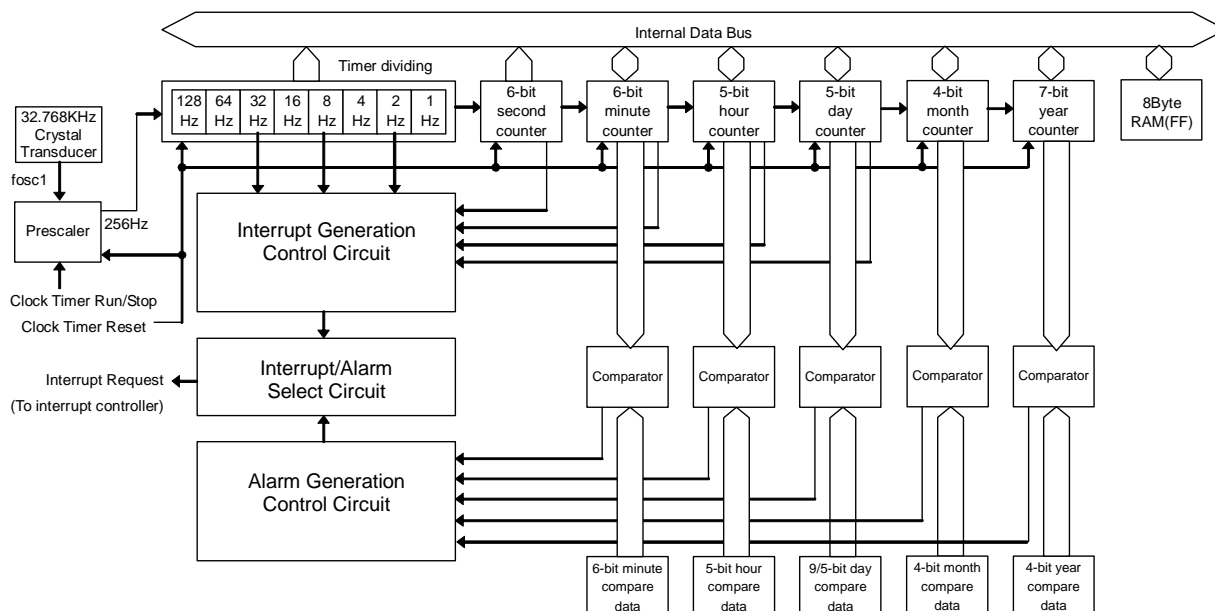 Internal Data Bus
Timer dividing
128 Hz
64 Hz
32 Hz
16 Hz
8 Hz
4 Hz
2 Hz
1 Hz
6-bit
second
counter
6-bit
minute
counter
5-bit
hour
counter
5-bit
day
counter
4-bit
month
counter
7-bit
year
counter
8Byte
RAM(FF)
32.768KHz
Crystal
Transducer
fosc1
256Hz
Prescaler
Interrupt Generation
Control Circuit
Clock Timer Run/Stop
Clock Timer Reset
Interrupt/Alarm
Select Circuit
Interrupt Request
(To interrupt controller)
Comparator
Comparator
Comparator
Comparator
Comparator
Alarm Generation
Control Circuit
6-bit minute
compare
data
5-bit hour
compare
data
9/5-bit day
compare
data
4-bit month
compare
data
4-bit year
compare
data